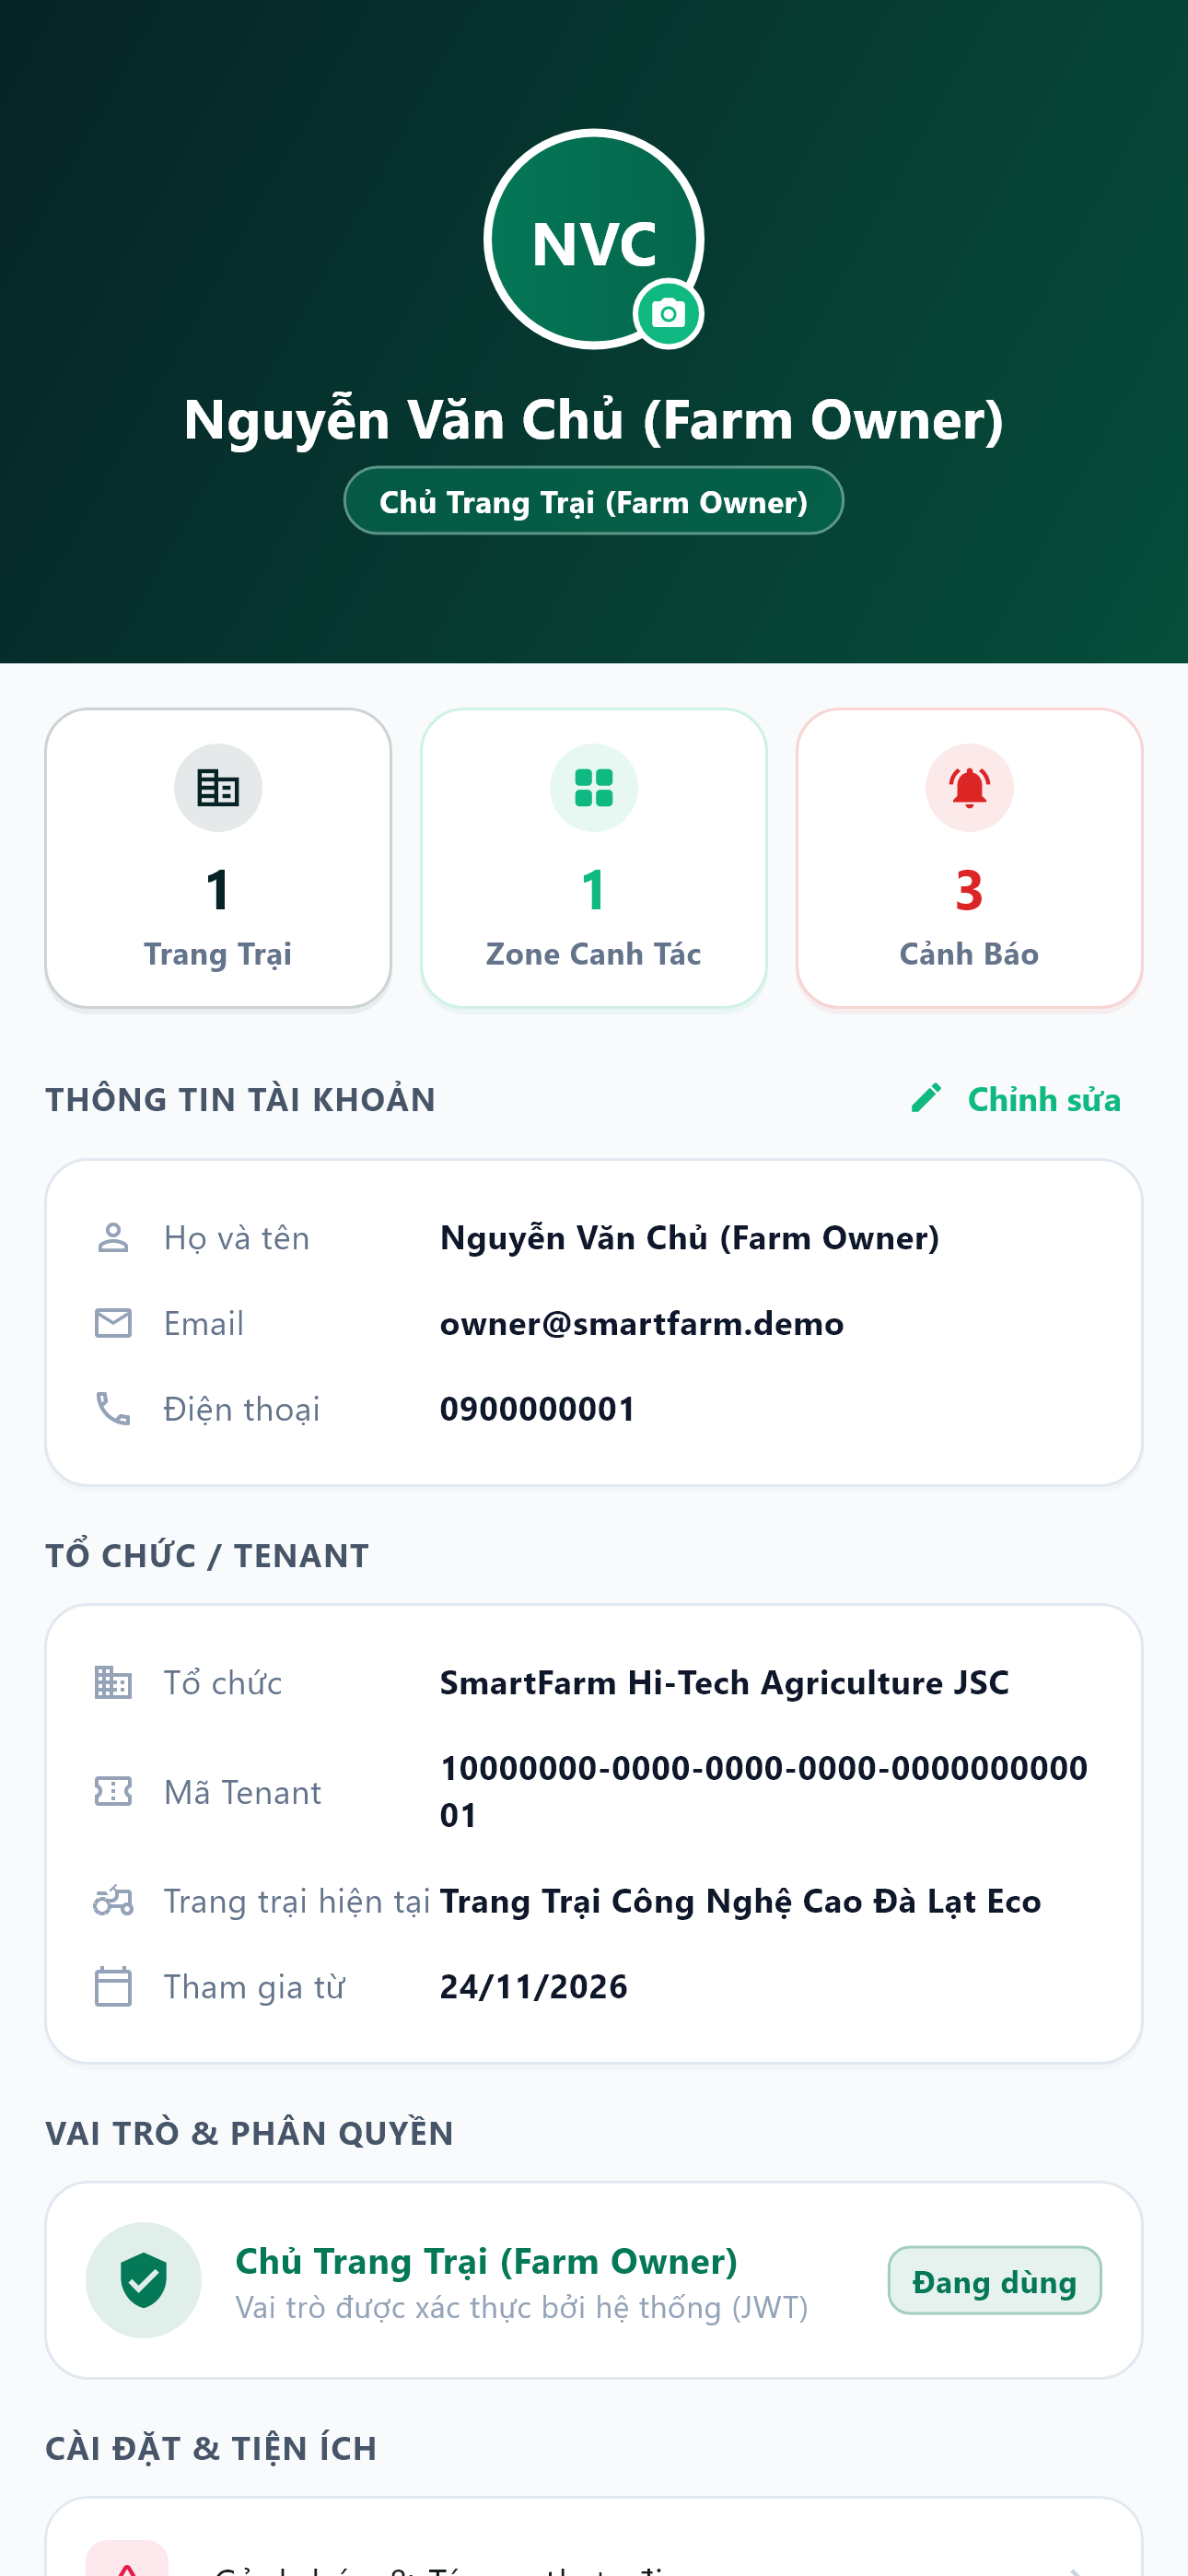 NVC
Nguyễn Văn Chủ (Farm Owner)
Chủ Trang Trại (Farm Owner)
1
Trang Trại
1
Zone Canh Tác
3
Cảnh Báo
THÔNG TIN TÀI KHOẢN
Chỉnh sửa
Họ và tên Nguyễn Văn Chủ (Farm Owner)
Email owner@smartfarm.demo
Điện thoại 0900000001
TỔ CHỨC / TENANT
Tổ chức SmartFarm Hi-Tech Agriculture JSC
Mã Tenant 10000000-0000-0000-0000-0000000000
01
Trang trại hiện tại Trang Trại Công Nghệ Cao Đà Lạt Eco
Tham gia từ 24/11/2026
VAI TRÒ & PHÂN QUYỀN
Chủ Trang Trại (Farm Owner)
Vai trò được xác thực bởi hệ thống (JWT)
Đang dùng
CÀI ĐẶT & TIỆN ÍCH